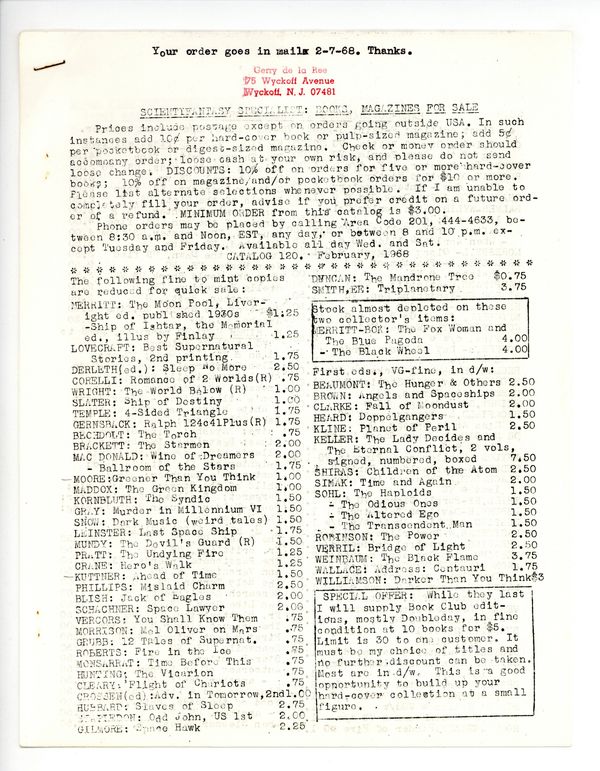 Your order goes in mails 2-7-68. Thanks.
Gerry de la Ree
75 Wyckoff Avenue
Wyckoff, N. J. 07481
SCIENTIFANTASY SPECIALIST: BOOKS, MAGAZINES FOR SALE
Prices include postage except on orders going outside USA. In such
instances add 10¢ per hard-cover book or pulp-sized magazine; add 5¢
per pocketbook or digest-sized magazine. Check or money order should
accompany order; loose cash at your own risk, and please do not send
loose change. DISCOUNTS: 10% off on orders for five or more hard-cover
books; 10% off on magazine/and/or pocketbook orders for $10 or more.
Please list alternate selections whenever possible. If I am unable to
completely fill your order, advise if you prefer credit on a future ord-
er of a refund. MINIMUM ORDER from this catalog is $3.00.
Phone orders may be placed by calling Area Code 201, 444-4633, be-
tween 8:30 a.m. and Noon, EST, any day, or between 8 and 10 p.m. ex-
cept Tuesday and Friday. Available all day Wed. and Sat.
CATALOG 120. February, 1968
* * * * * * * * * * * * * * * * * * * * * * * * * * * * * *
The following fine to mint copies
are reduced for quick sale:
MERRITT: The Moon Pool, Liver-
ight ed. published 1930s $1.25
-Ship of Ishtar, the Memorial
ed., illus by Finlay 1.25
LOVECRAFT: Best Supernatural
Stories, 2nd printing .75
DERLETH(ed.): Sleep No More 2.50
CORELLI: Romance of 2 Worlds(R) .75
WRIGHT: The World Below (R) 1.00
SLATER: Ship of Destiny 1.00
TEMPLE: 4-Sided Triangle 1.75
GERNSBACK: Ralph 124c41Plus(R) 1.75
BECHDOLT: The Torch .75
BRACKETT: The Starmen 2.00
MAC DONALD: Wine of Dreamers 2.00
- Ballroom of the Stars 1.75
MOORE:Greener Than You Think 1.00
MADDOX: The Green Kingdom 1.00
KORNBLUTH: The Syndic 1.50
GRAY: Murder in Millennium VI 1.50
SNOW: Dark Music (weird tales) 1.50
LEINSTER: Last Space Ship 1.75
MUNDY: The Devil's Guard (R) 4.50
PRATT: The Undying Fire 1.25
CRANE: Hero's Walk 1.25
KUTTNER: Ahead of Time 1.50
PHILLIPS: Mislaid Charm 2.50
BLISH: Jack of Eagles 2.00
SCHACHNER: Space Lawyer 2.00
VERCORS: You Shall Know Them .75
MORRISON: Mel Oliver on Mars .75
GRUBB: 12 Tales of Supernat. .75
ROBERTS: Fire in the Ice .85
MONSARRAT: Time Before This .75
HUNTING: The Vicarion .75
CLEARY: Flight of Chariots .75
CROSSEN(ed):Adv. in Tomorrow,2nd1.00
HUBBARD: Slaves of Sleep 2.75
STAPLEDON: Odd John, US 1st 2.00
GILMORE: Space Hawk 2.25
DUNCAN: The Mandrone Tree $0.75
SMITH,EE: Triplanetary 3.75
Stock almost depleted on these
two collector's items:
MERRITT-BOK: The Fox Woman and
The Blue Pagoda 4.00
- The Black Wheel 4.00
First eds., VG-fine, in d/w:
BEAUMONT: The Hunger & Others 2.50
BROWN: Angels and Spaceships 2.00
CLARKE: Fall of Moondust 2.00
HEARD: Doppelgangers 1.50
KLINE: Planet of Peril 2.50
KELLER: The Lady Decides and
The Eternal Conflict, 2 vols,
signed, numbered, boxed 7.50
SHIRAS: Children of the Atom 2.50
SIMAK: Time and Again 2.00
SOHL: The Haploids 1.50
- The Odious Ones 1.50
- The Altered Ego 1.50
- The Transcendent Man 1.50
ROBINSON: The Power 2.50
VERRIL: Bridge of Light 2.50
WEINBAUM: The Black Flame 3.75
WALLACE: Address: Centauri 1.75
WILLIAMSON: Darker Than You Think$3
SPECIAL OFFER: While they last
I will supply Book Club edit-
ions, mostly Doubleday, in fine
condition at 10 books for $5.
Limit is 30 to one customer. It
must be my choice of titles and
no further discount can be taken.
Most are in d/w. This is a good
opportunity to build up your
hard-cover collection at a small
figure.